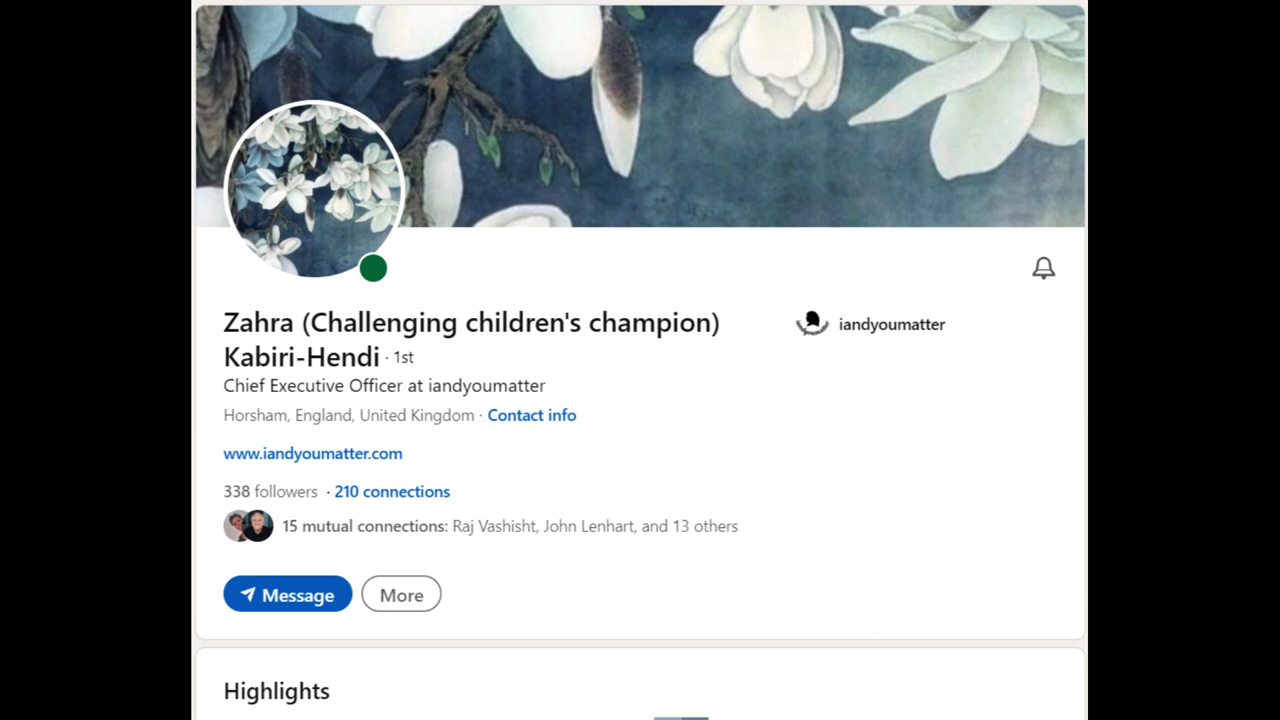 Zahra (Challenging children's champion)
Kabiri-Hendi · 1st
iandyoumatter
Chief Executive Officer at iandyoumatter
Horsham, England, United Kingdom · Contact info
www.iandyoumatter.com
338 followers · 210 connections
15 mutual connections: Raj Vashisht, John Lenhart, and 13 others
Message
More
Highlights